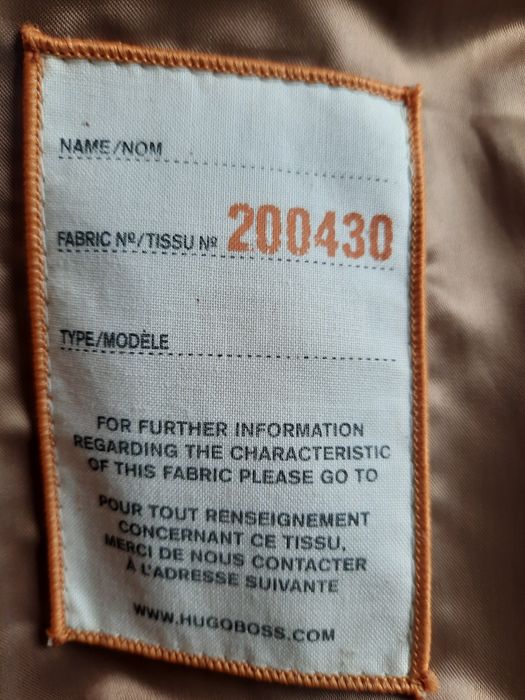 NAME/NOM
FABRIC Nº/TISSU Nº 200430
TYPE/MODÈLE
FOR FURTHER INFORMATION
REGARDING THE CHARACTERISTIC
OF THIS FABRIC PLEASE GO TO
POUR TOUT RENSEIGNEMENT
CONCERNANT CE TISSU,
MERCI DE NOUS CONTACTER
À L'ADRESSE SUIVANTE
WWW.HUGOBOSS.COM